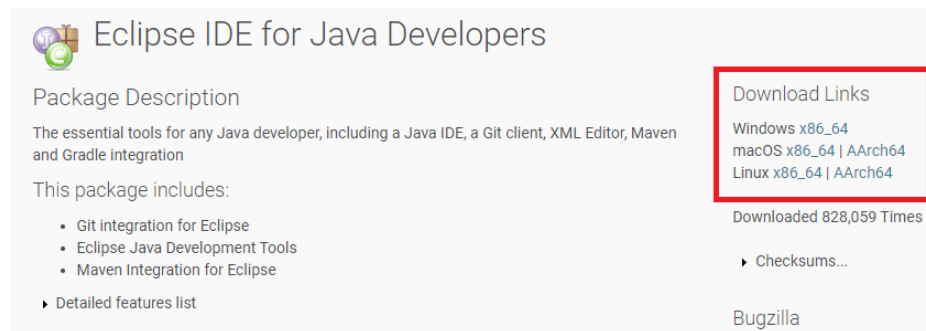 Eclipse IDE for Java Developers
Package Description
The essential tools for any Java developer, including a Java IDE, a Git client, XML Editor, Maven
and Gradle integration
This package includes:
Git integration for Eclipse
Eclipse Java Development Tools
Maven Integration for Eclipse
Detailed features list
Download Links
Windows x86_64
macOS x86_64 | AArch64
Linux x86_64 | AArch64
Downloaded 828,059 Times
Checksums...
Bugzilla